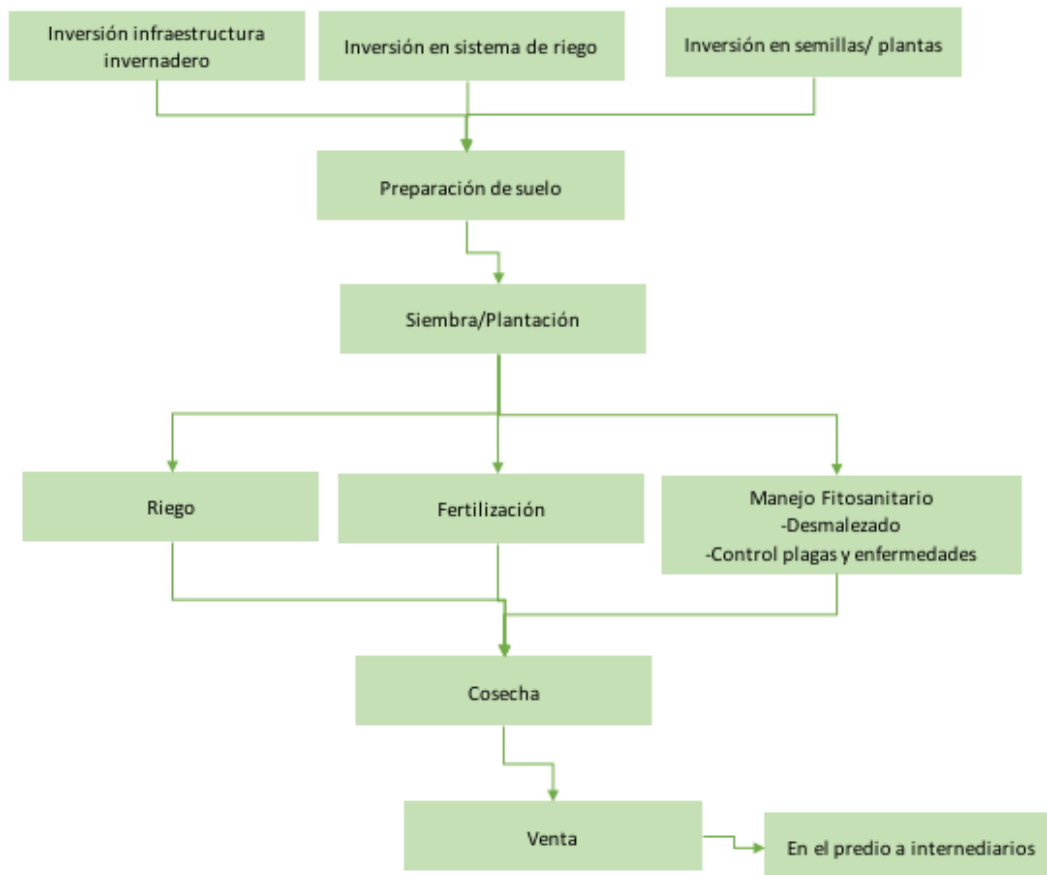 Inversión infraestructura
invernadero
Inversión en sistema de riego
Inversión en semillas/ plantas
Preparación de suelo
Siembra/Plantación
Riego
Fertilización
Manejo Fitosanitario
-Desmalezado
-Control plagas y enfermedades
Cosecha
Venta
En el predio a internediarios